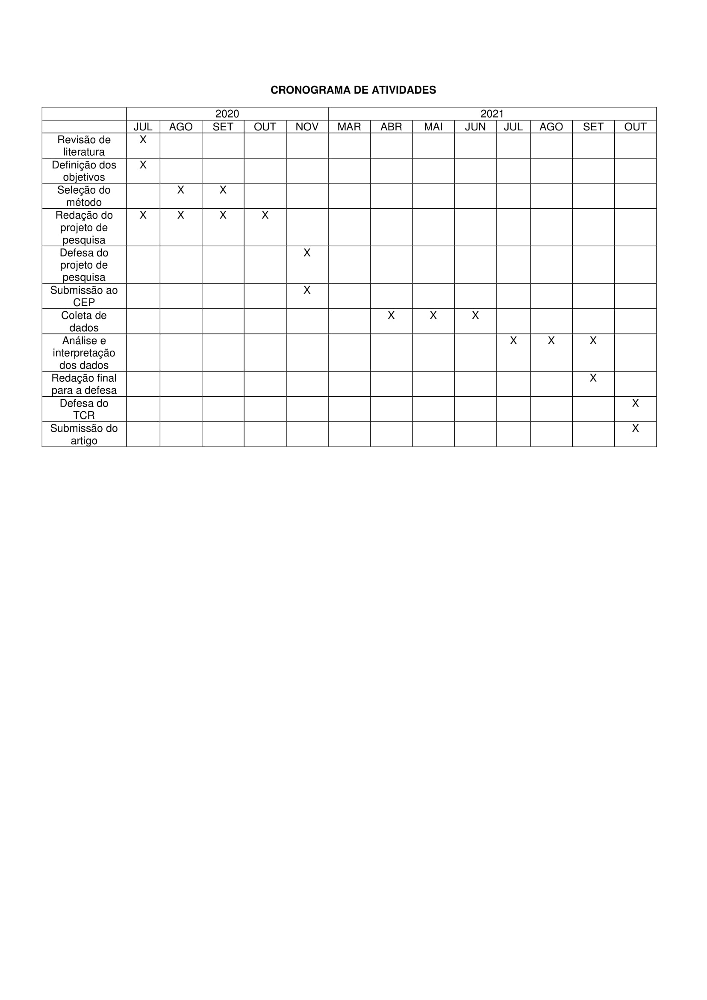 CRONOGRAMA DE ATIVIDADES
2020 2021
JUL AGO SET OUT NOV MAR ABR MAI JUN JUL AGO SET OUT
Revisão de X
literatura
Definição dos X
objetivos
Seleção do X X
método
Redação do X X X X
projeto de
pesquisa
Defesa do X
projeto de
pesquisa
Submissão ao X
CEP
Coleta de X X X
dados
Análise e X X X
interpretação
dos dados
Redação final X
para a defesa
Defesa do X
TCR
Submissão do X
artigo